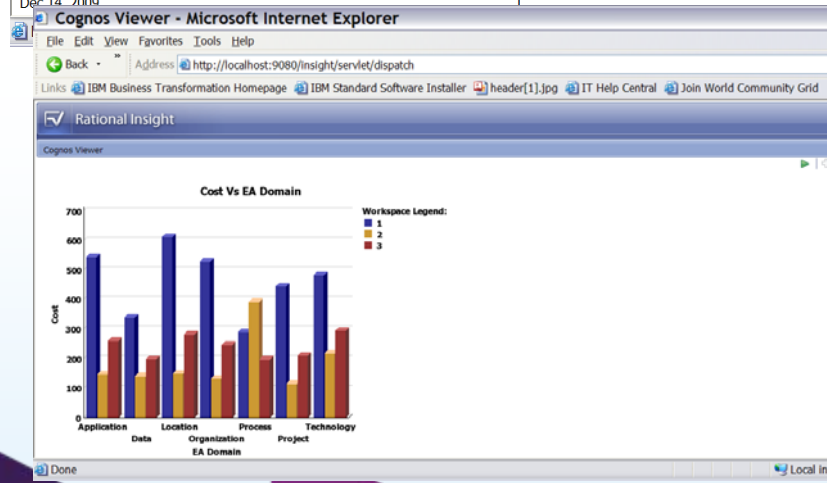 Dec 14, 2009
Cognos Viewer - Microsoft Internet Explorer
File Edit View Favorites Tools Help
Back » Address http://localhost:9080/insight/servlet/dispatch
Links IBM Business Transformation Homepage IBM Standard Software Installer header[1].jpg IT Help Central Join World Community Grid
Rational Insight
Cognos Viewer
Cost Vs EA Domain
Workspace Legend:
1
2
3
700
600
500
400
300
200
100
0
Cost
Application Location Process Technology
Data Organization Project
EA Domain
Done Local in